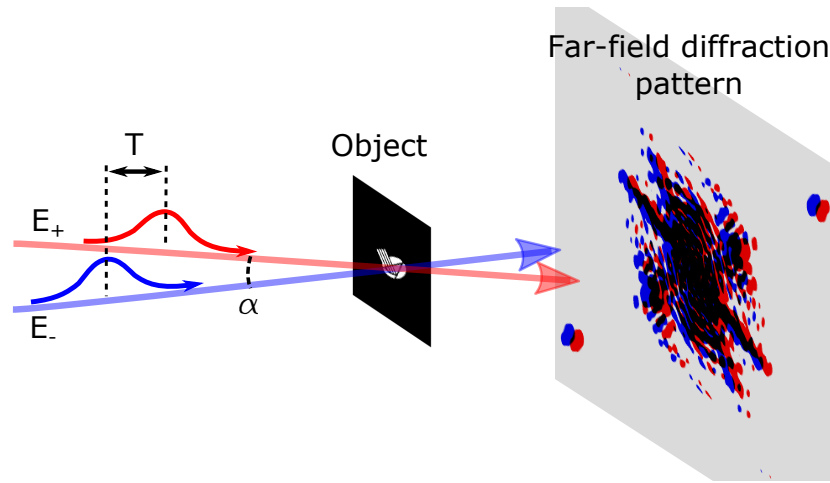 Far-field diffraction
pattern
T
Object
E+
α
E-